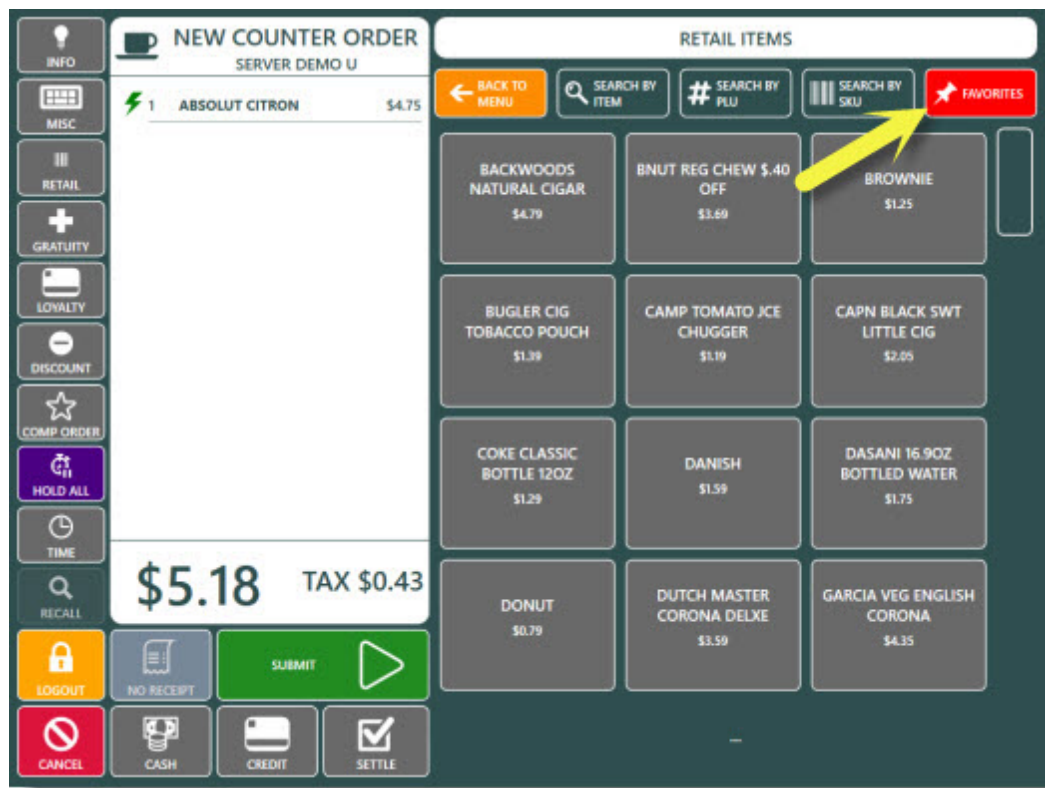 INFO
MISC
RETAIL
GRATUITY
LOYALTY
DISCOUNT
COMP ORDER
HOLD ALL
TIME
RECALL
LOGOUT
CANCEL
NEW COUNTER ORDER
SERVER DEMO U
1 ABSOLUT CITRON $4.75
$5.18 TAX $0.43
NO RECEIPT
SUBMIT
CASH
CREDIT
SETTLE
RETAIL ITEMS
BACK TO
MENU
SEARCH BY
ITEM
# SEARCH BY
PLU
SEARCH BY
SKU
FAVORITES
BACKWOODS
NATURAL CIGAR
$4.79
BNUT REG CHEW $.40
OFF
$3.69
BROWNIE
$1.25
BUGLER CIG
TOBACCO POUCH
$1.39
CAMP TOMATO JCE
CHUGGER
$1.19
CAPN BLACK SWT
LITTLE CIG
$2.05
COKE CLASSIC
BOTTLE 12OZ
$1.29
DANISH
$1.59
DASANI 16.9OZ
BOTTLED WATER
$1.75
DONUT
$0.79
DUTCH MASTER
CORONA DELXE
$3.59
GARCIA VEG ENGLISH
CORONA
$4.35